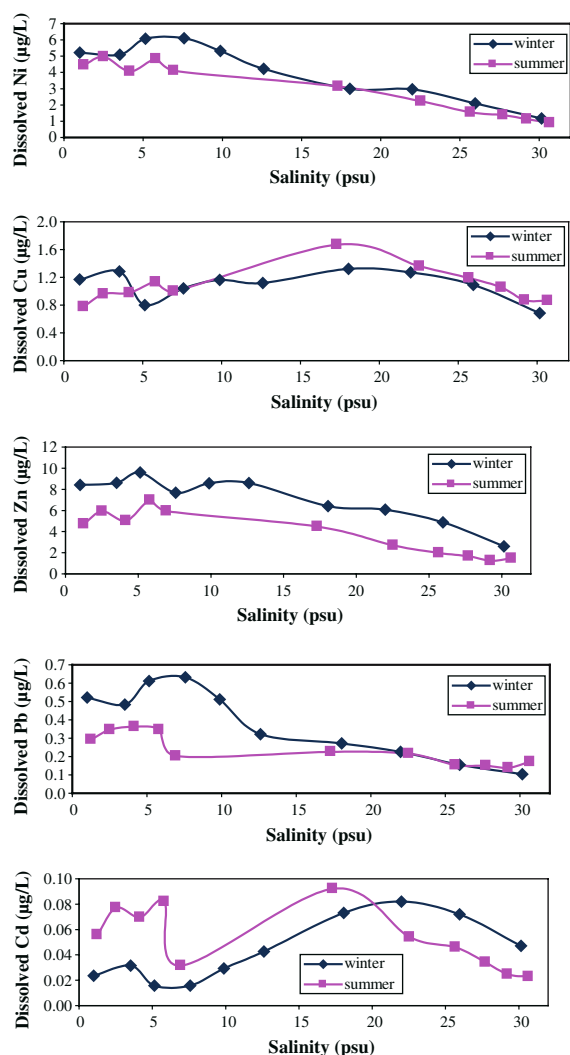 Dissolved Ni (µg/L)
7
6
5
4
3
2
1
0
winter
summer
0 5 10 15 20 25 30
Salinity (psu)
Dissolved Cu (µg/L)
2.0
1.6
1.2
0.8
0.4
0.0
winter
summer
0 5 10 15 20 25 30
Salinity (psu)
Dissolved Zn (µg/L)
12
10
8
6
4
2
0
winter
summer
0 5 10 15 20 25 30
Salinity (psu)
Dissolved Pb (µg/L)
0.7
0.6
0.5
0.4
0.3
0.2
0.1
0.0
winter
summer
0 5 10 15 20 25 30
Salinity (psu)
Dissolved Cd (µg/L)
0.10
0.08
0.06
0.04
0.02
0.00
winter
summer
0 5 10 15 20 25 30
Salinity (psu)